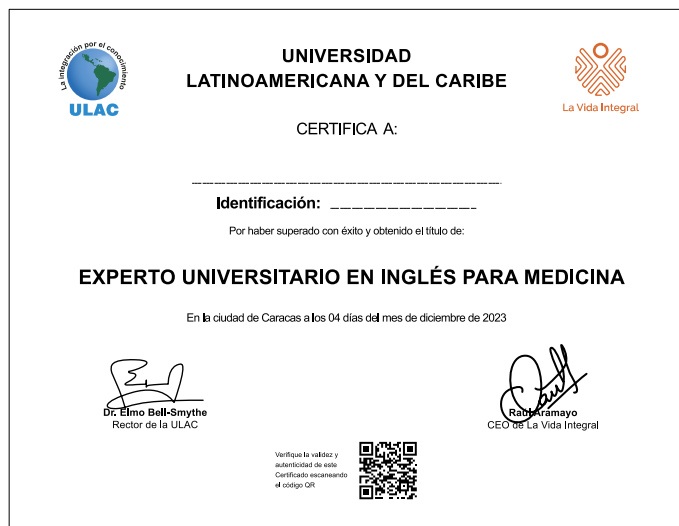 La integración por el conocimiento
ULAC
UNIVERSIDAD
LATINOAMERICANA Y DEL CARIBE
La Vida Integral
CERTIFICA A:
Identificación:
Por haber superado con éxito y obtenido el título de:
EXPERTO UNIVERSITARIO EN INGLÉS PARA MEDICINA
En la ciudad de Caracas a los 04 días del mes de diciembre de 2023
Dr. Elmo Bell-Smythe
Rector de la ULAC
Raúl Aramayo
CEO de La Vida Integral
Verifique la validez y
autenticidad de este
Certificado escaneando
el código QR